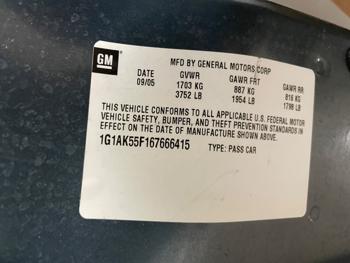 GM
MFD BY GENERAL MOTORS CORP
DATE GVWR GAWR FRT GAWR RR
09/05 1703 KG 887 KG 816 KG
3752 LB 1954 LB 1798 LB
THIS VEHICLE CONFORMS TO ALL APPLICABLE U.S. FEDERAL MOTOR
VEHICLE SAFETY, BUMPER, AND THEFT PREVENTION STANDARDS IN
EFFECT ON THE DATE OF MANUFACTURE SHOWN ABOVE.
1G1AK55F167666415 TYPE: PASS CAR